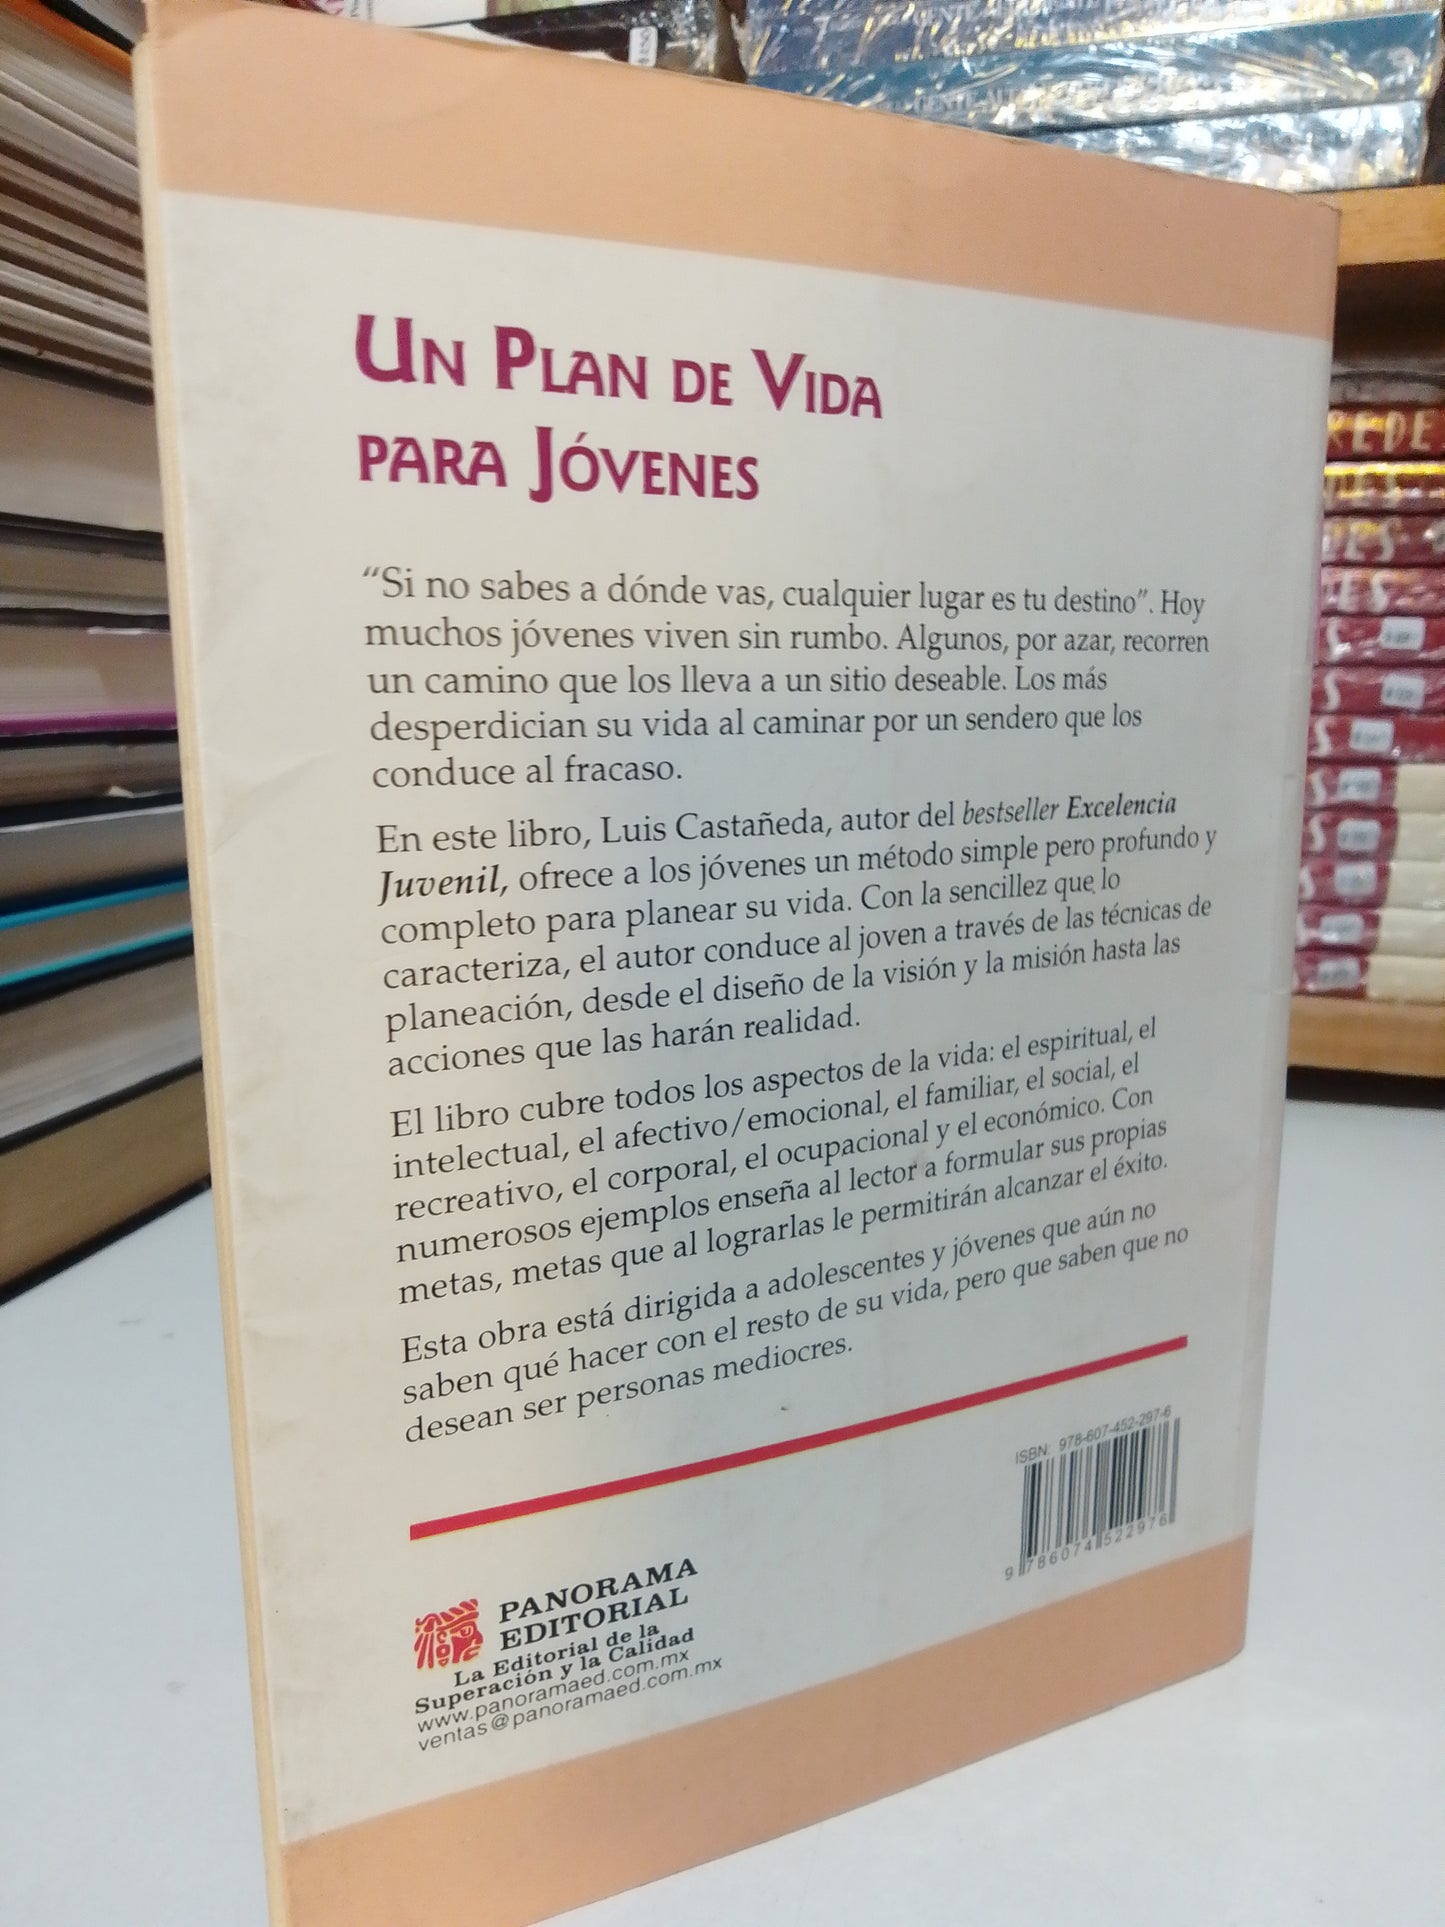 UN PLAN DE VIDA
PARA JÓVENES
“Si no sabes a dónde vas, cualquier lugar es tu destino”. Hoy
muchos jóvenes viven sin rumbo. Algunos, por azar, recorren
un camino que los lleva a un sitio deseable. Los más
desperdician su vida al caminar por un sendero que los
conduce al fracaso.
En este libro, Luis Castañeda, autor del bestseller Excelencia
Juvenil, ofrece a los jóvenes un método simple pero profundo y
completo para planear su vida. Con la sencillez que lo
caracteriza, el autor conduce al joven a través de las técnicas de
planeación, desde el diseño de la visión y la misión hasta las
acciones que las harán realidad.
El libro cubre todos los aspectos de la vida: el espiritual, el
intelectual, el afectivo/emocional, el familiar, el social, el
recreativo, el corporal, el ocupacional y el económico. Con
numerosos ejemplos enseña al lector a formular sus propias
metas, metas que al lograrlas le permitirán alcanzar el éxito.
Esta obra está dirigida a adolescentes y jóvenes que aún no
saben qué hacer con el resto de su vida, pero que saben que no
desean ser personas mediocres.
ISBN: 978-607-452-297-6
9 786074 522976
PANORAMA
EDITORIAL
La Editorial de la
Superación y la Calidad
www.panoramaed.com.mx
ventas@panoramaed.com.mx